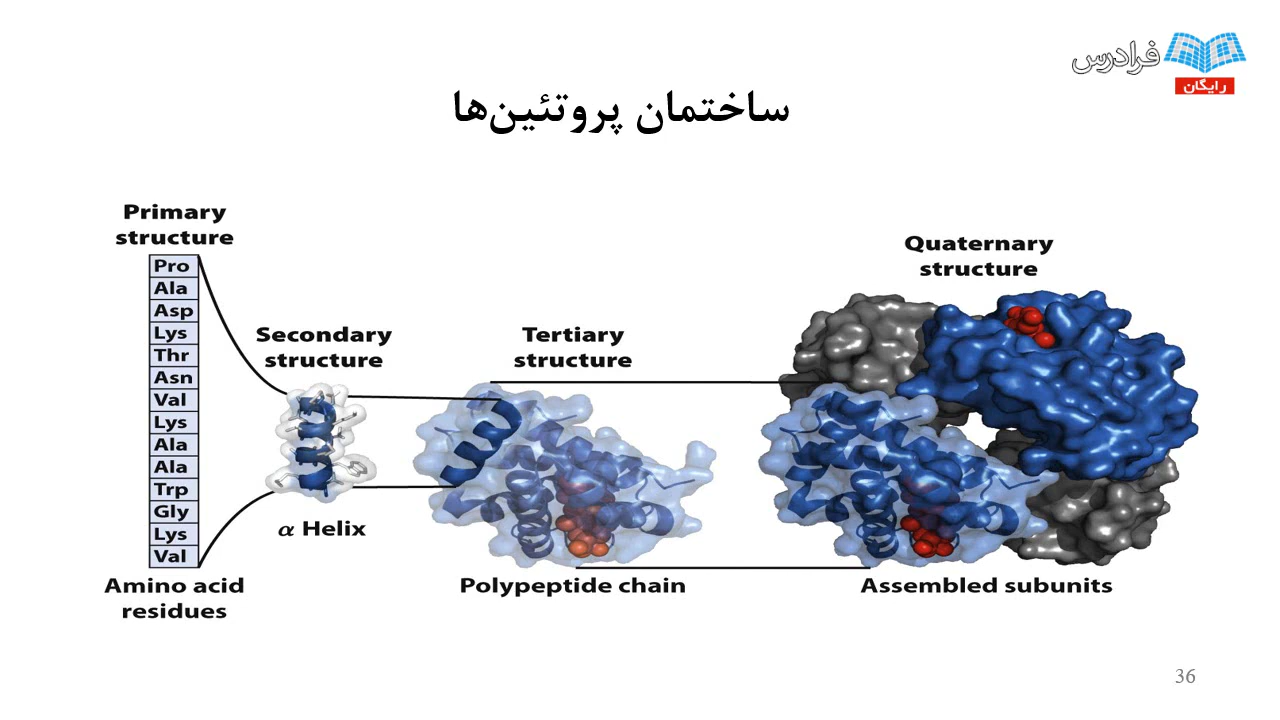 فرادرس
رایگان
ساختمان پروتئین‌ها
Primary
structure
Pro
Ala
Asp
Lys
Thr
Asn
Val
Lys
Ala
Ala
Trp
Gly
Lys
Val
Amino acid
residues
Secondary
structure
α Helix
Tertiary
structure
Polypeptide chain
Quaternary
structure
Assembled subunits
36